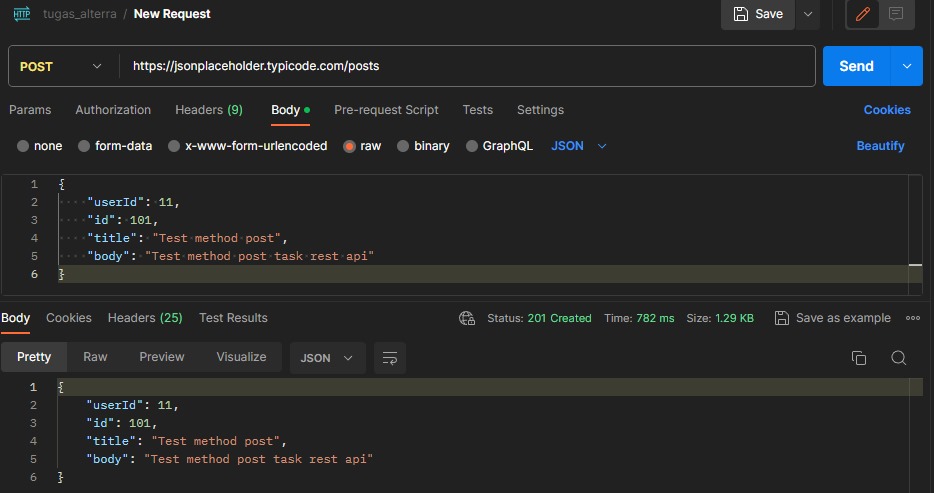 HTTP tugas_alterra / New Request Save
POST https://jsonplaceholder.typicode.com/posts Send
Params Authorization Headers (9) Body Pre-request Script Tests Settings Cookies
none form-data x-www-form-urlencoded raw binary GraphQL JSON Beautify
1 {
2 ····"userId":·11,
3 ····"id":·101,
4 ····"title":·"Test·method·post",
5 ····"body":·"Test·method·post·task·rest·api"
6 }
Body Cookies Headers (25) Test Results Status: 201 Created Time: 782 ms Size: 1.29 KB Save as example
Pretty Raw Preview Visualize JSON
1 {
2 "userId": 11,
3 "id": 101,
4 "title": "Test method post",
5 "body": "Test method post task rest api"
6 }